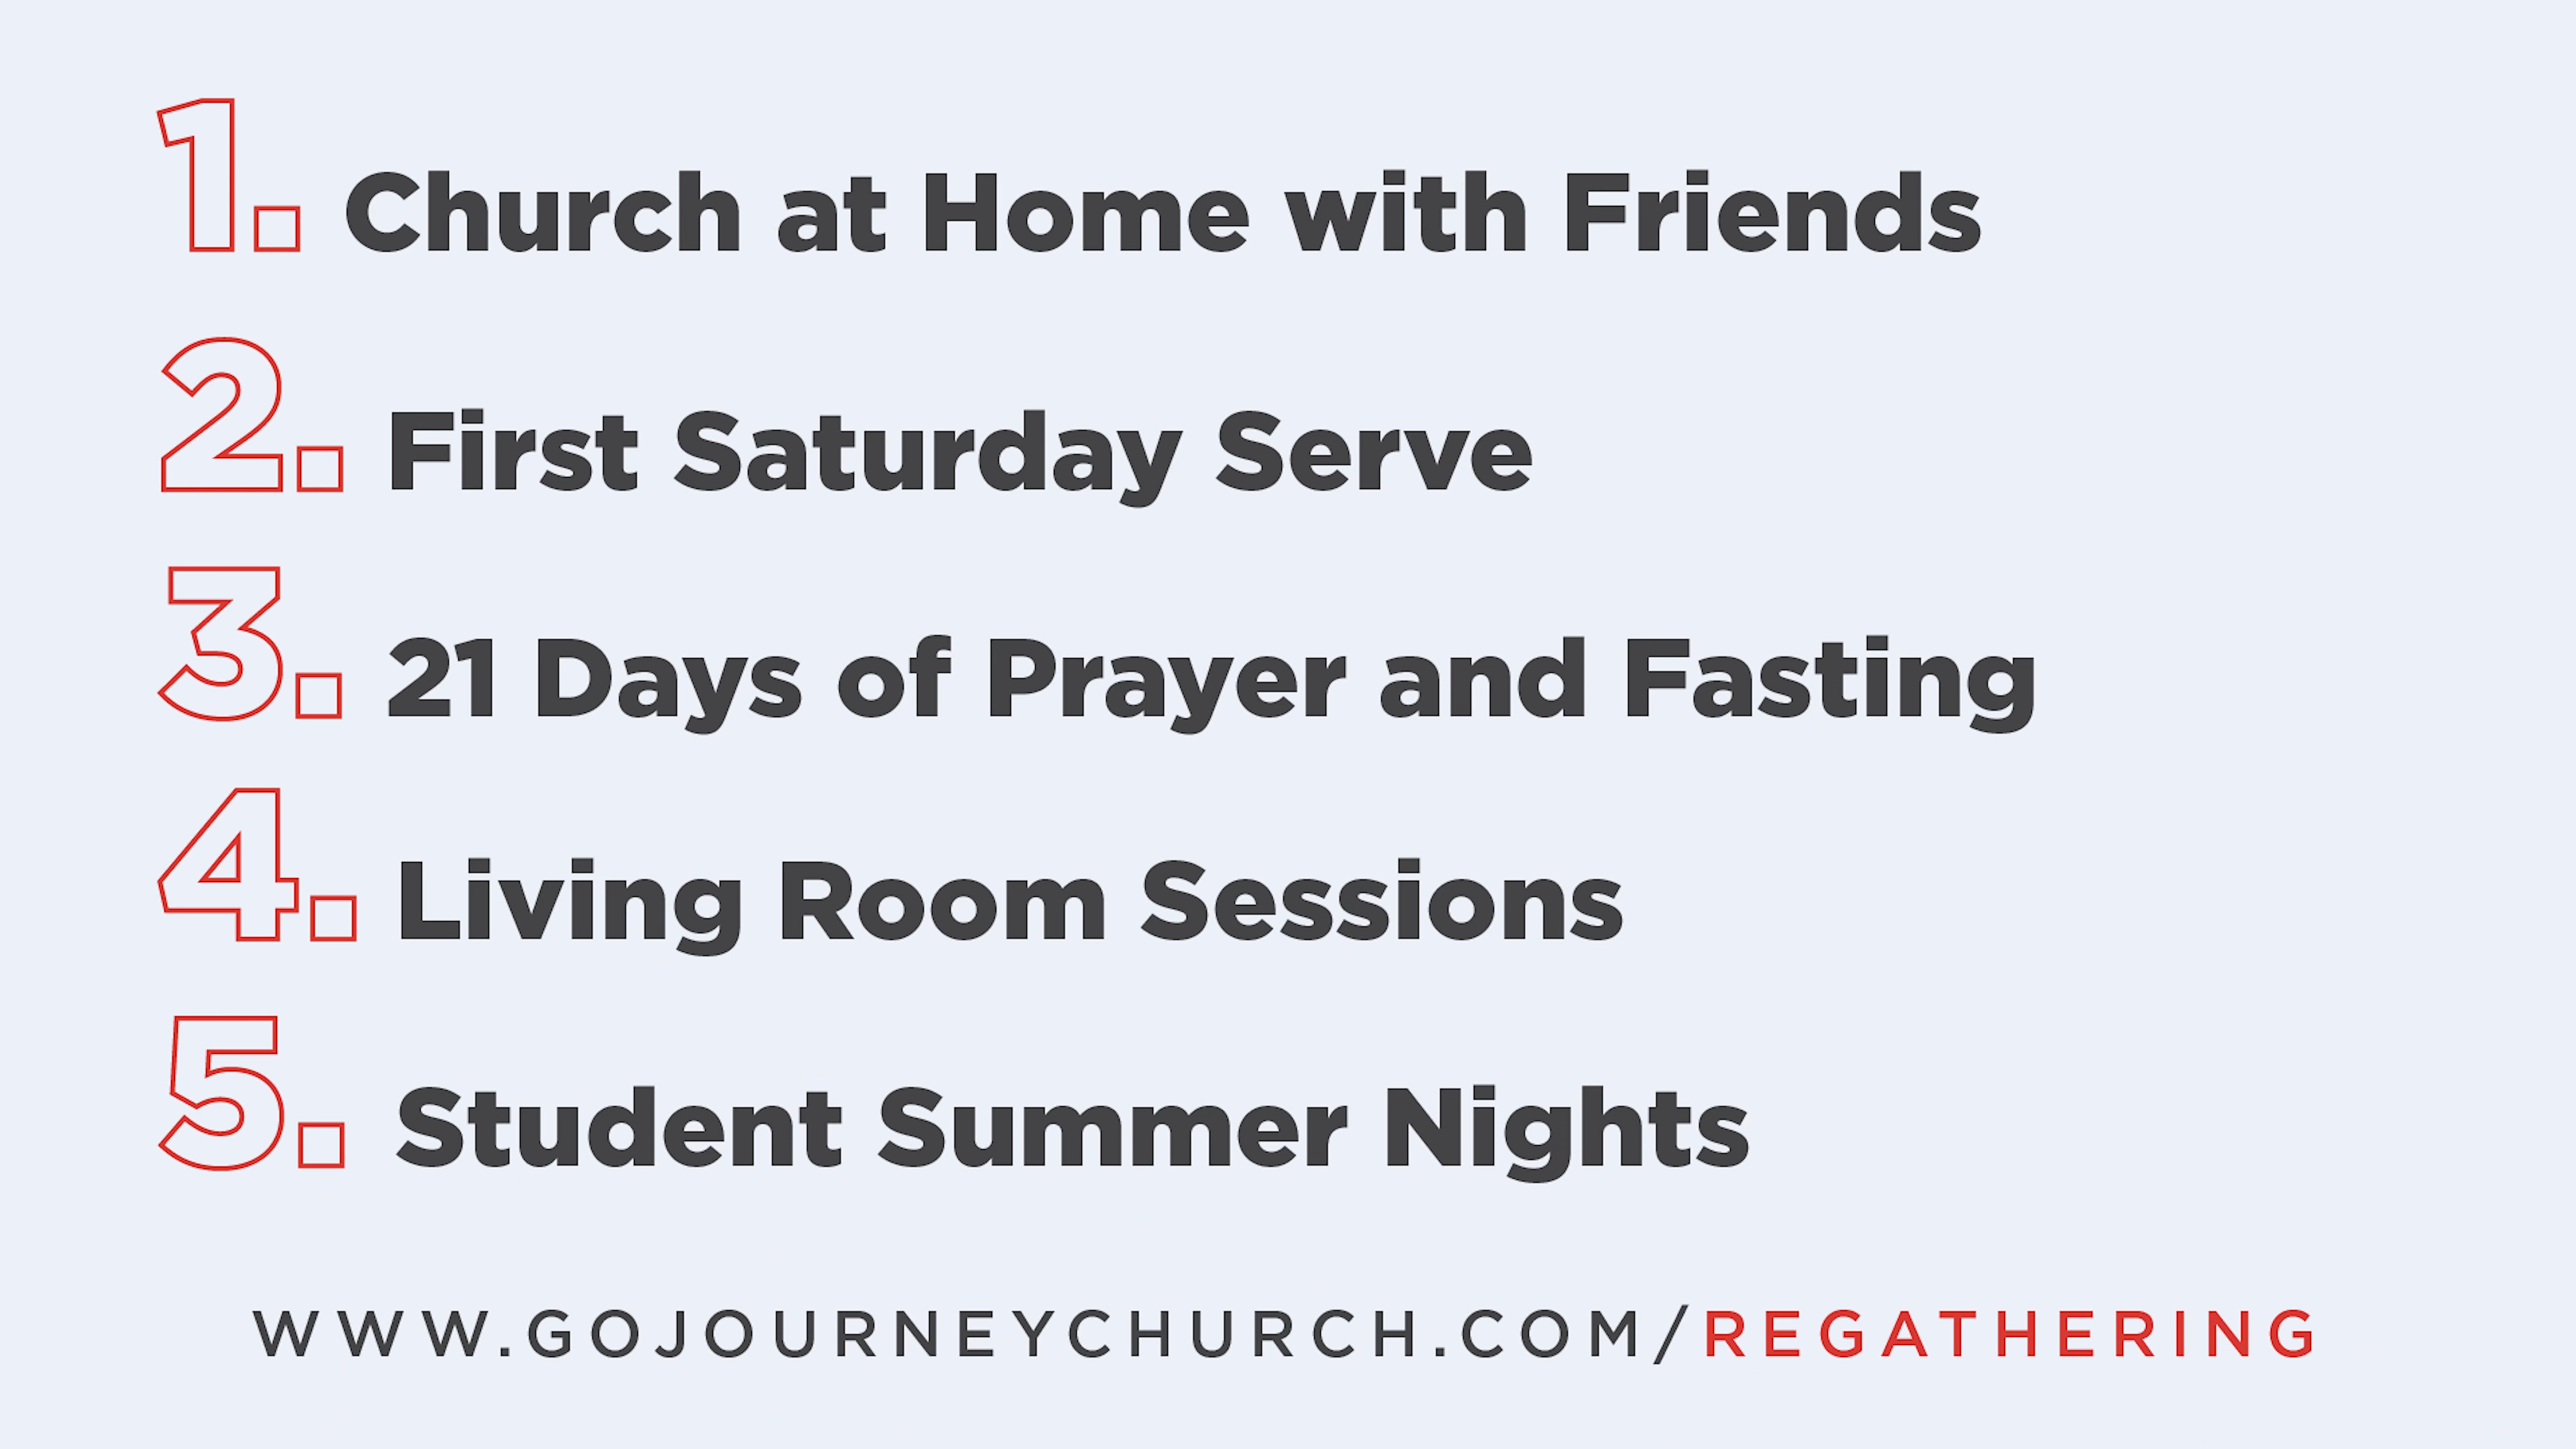 1. Church at Home with Friends
2. First Saturday Serve
3. 21 Days of Prayer and Fasting
4. Living Room Sessions
5. Student Summer Nights
WWW.GOJOURNEYCHURCH.COM/REGATHERING